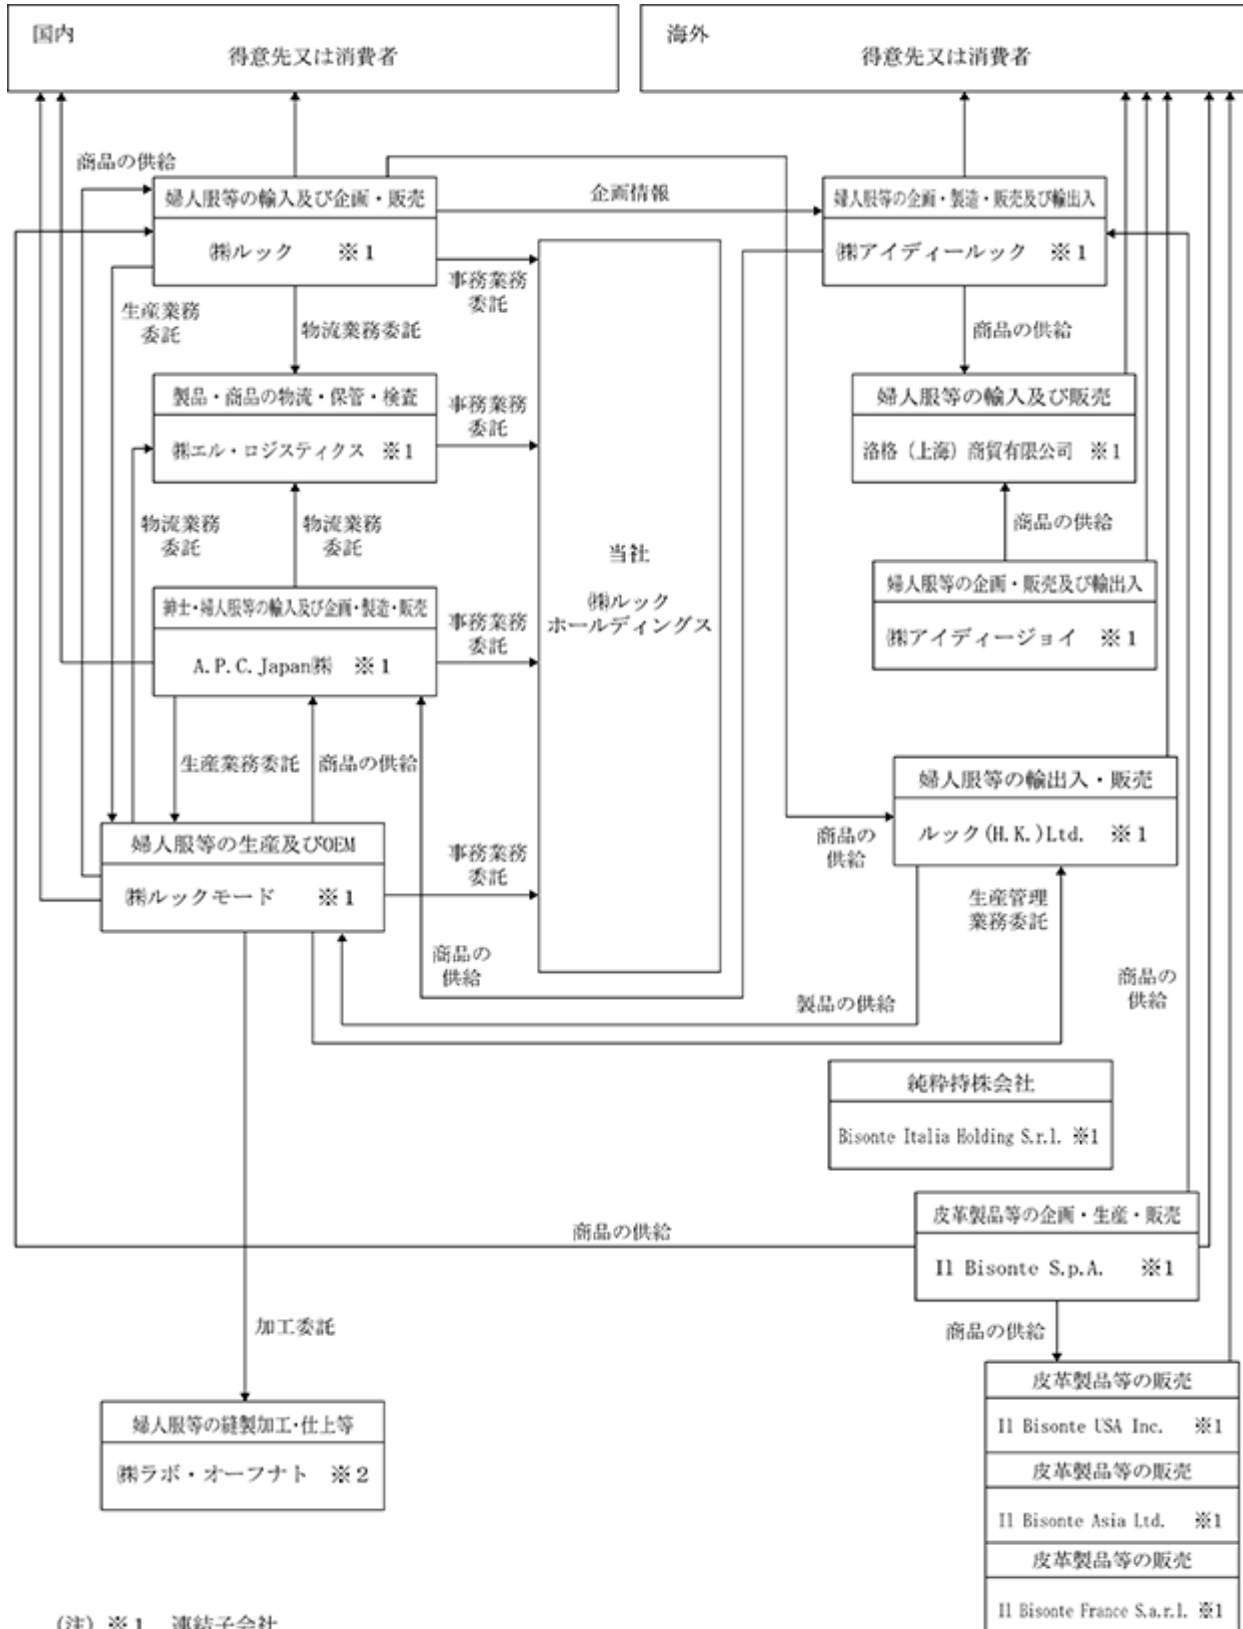 国内
得意先又は消費者
海外
得意先又は消費者
商品の供給
婦人服等の輸入及び企画・販売
㈱ルック ※1
企画情報
婦人服等の企画・製造・販売及び輸出入
㈱アイディールック ※1
事務業務
委託
生産業務
委託
物流業務委託
商品の供給
製品・商品の物流・保管・検査
㈱エル・ロジスティクス ※1
事務業務
委託
婦人服等の輸入及び販売
洛格（上海）商貿有限公司 ※1
物流業務
委託
物流業務
委託
商品の供給
当社
㈱ルック
ホールディングス
婦人服等の企画・販売及び輸出入
㈱アイディージョイ ※1
紳士・婦人服等の輸入及び企画・製造・販売
A.P.C.Japan㈱ ※1
事務業務
委託
生産業務委託
商品の供給
婦人服等の輸出入・販売
ルック(H.K.)Ltd. ※1
商品の
供給
婦人服等の生産及びOEM
㈱ルックモード ※1
事務業務
委託
生産管理
業務委託
商品の
供給
製品の供給
商品の
供給
純粋持株会社
Bisonte Italia Holding S.r.l. ※1
皮革製品等の企画・生産・販売
Il Bisonte S.p.A. ※1
商品の供給
加工委託
商品の供給
婦人服等の縫製加工・仕上等
㈱ラボ・オーフナト ※2
皮革製品等の販売
Il Bisonte USA Inc. ※1
皮革製品等の販売
Il Bisonte Asia Ltd. ※1
皮革製品等の販売
Il Bisonte France S.a.r.l. ※1
(注) ※1 連結子会社